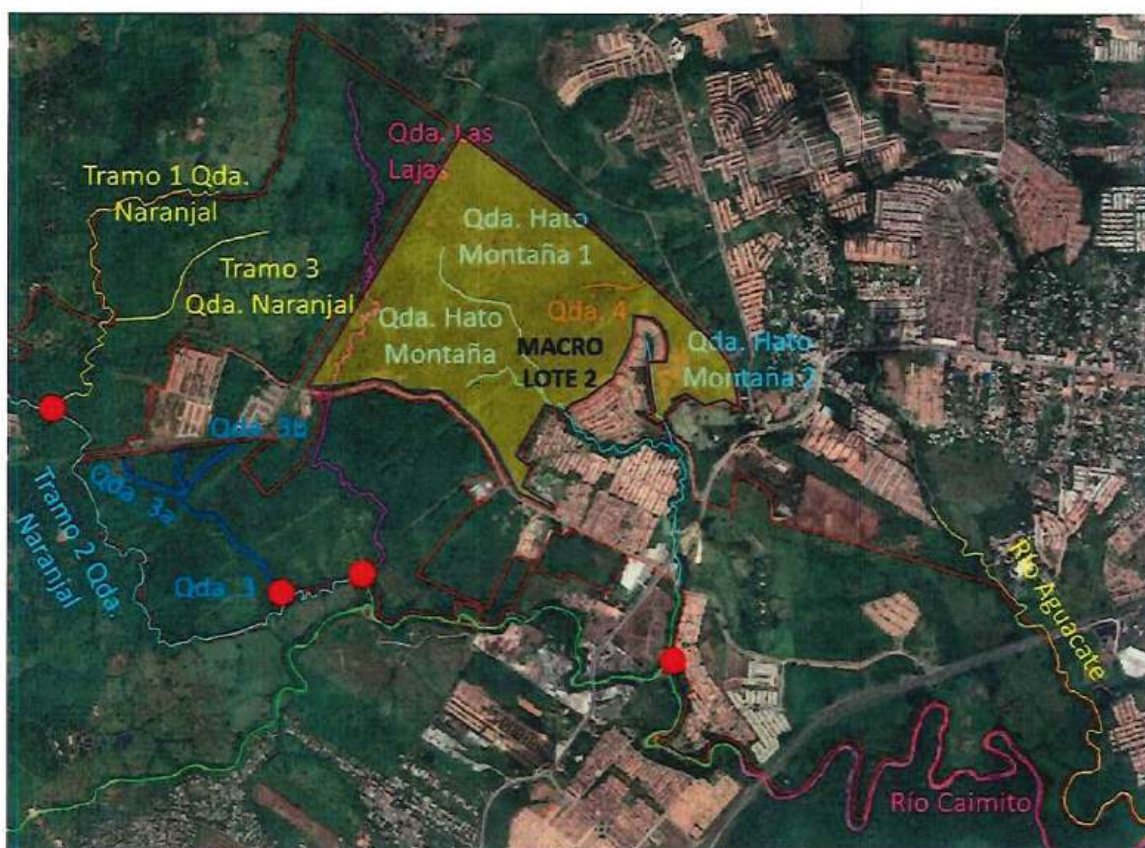 Qda. Las
Lajas
Tramo 1 Qda.
Naranjal
Qda. Hato
Montaña 1
Tramo 3
Qda. Naranjal
Qda. 4
Qda. Hato
Montaña
MACRO
LOTE 2
Qda. Hato
Montaña 2
Qda. 3B
Qda. 3a
Tramo 2 Qda.
Naranjal
Qda. 3
Río Aguacate
Río Caimito